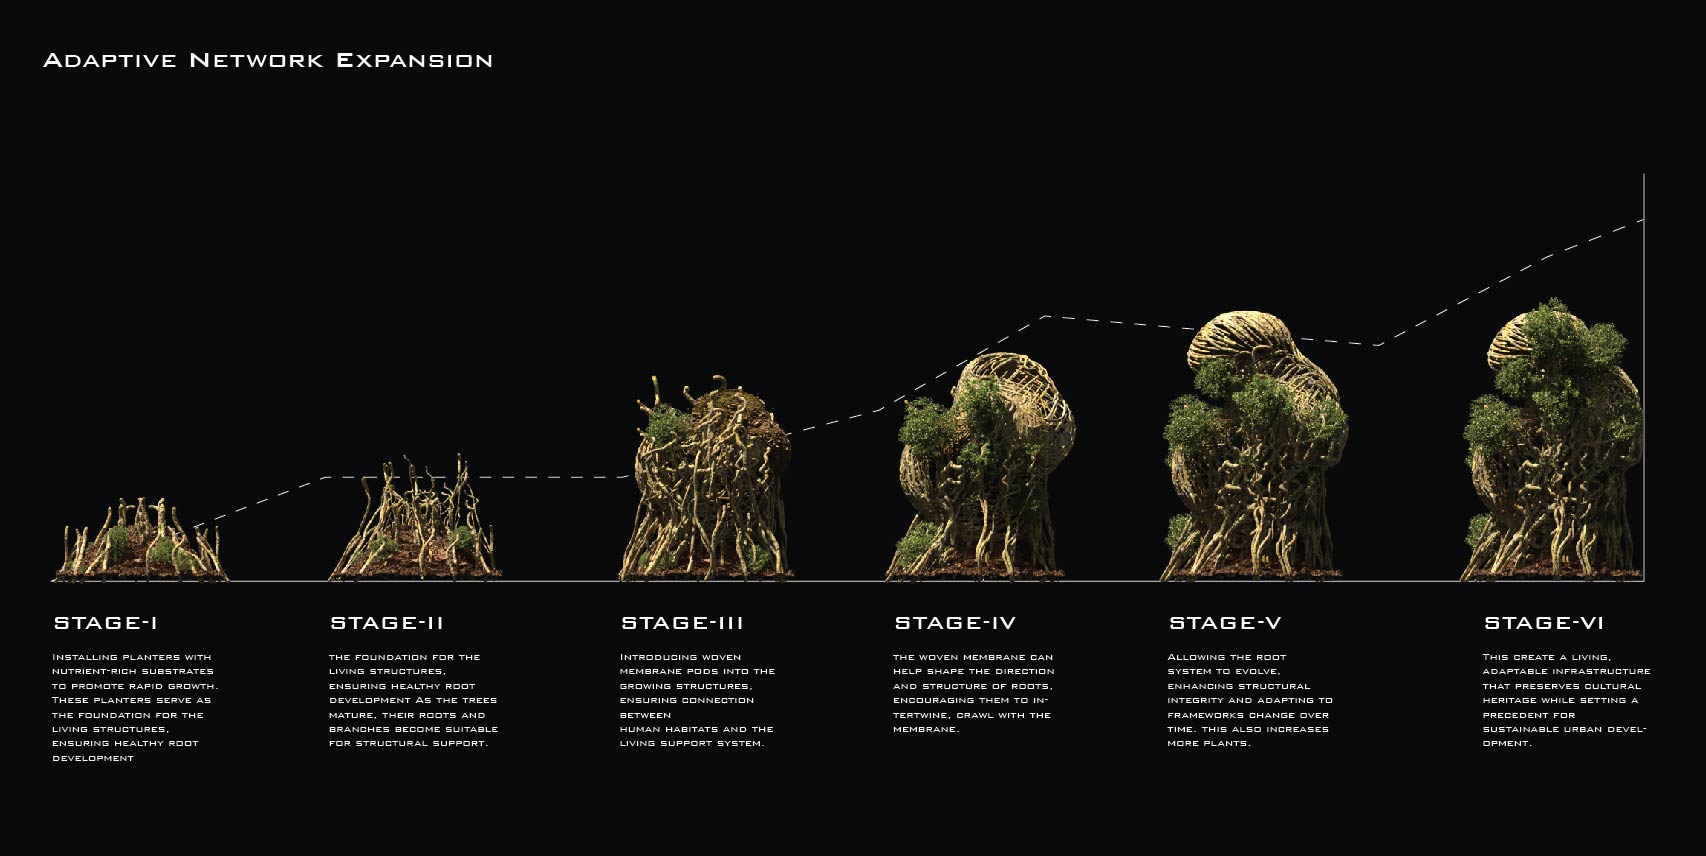 Adaptive Network Expansion
STAGE-I
Installing planters with
nutrient-rich substrates
to promote rapid growth.
These planters serve as
the foundation for the
living structures,
ensuring healthy root
development
STAGE-II
the foundation for the
living structures,
ensuring healthy root
development As the trees
mature, their roots and
branches become suitable
for structural support.
STAGE-III
Introducing woven
membrane pods into the
growing structures,
ensuring connection
between
human habitats and the
living support system.
STAGE-IV
the woven membrane can
help shape the direction
and structure of roots,
encouraging them to in-
tertwine, crawl with the
membrane.
STAGE-V
Allowing the root
system to evolve,
enhancing structural
integrity and adapting to
frameworks change over
time. This also increases
more plants.
STAGE-VI
This create a living,
adaptable infrastructure
that preserves cultural
heritage while setting a
precedent for
sustainable urban devel-
opment.